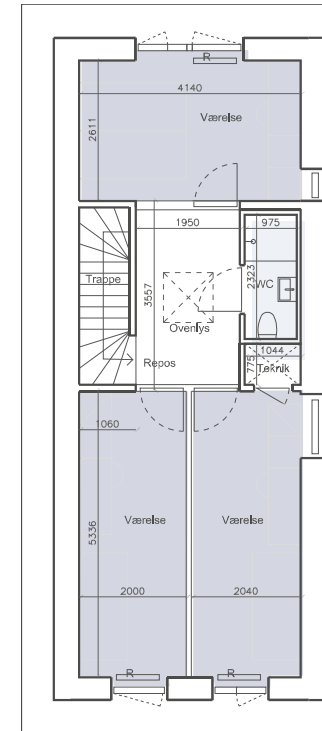 R
4140
Værelse
2611
1950
975
Trappe
3557
2323
WC
Ovenlys
1044
Repos
775
Teknik
1060
5336
Værelse
Værelse
2000
2040
R
R